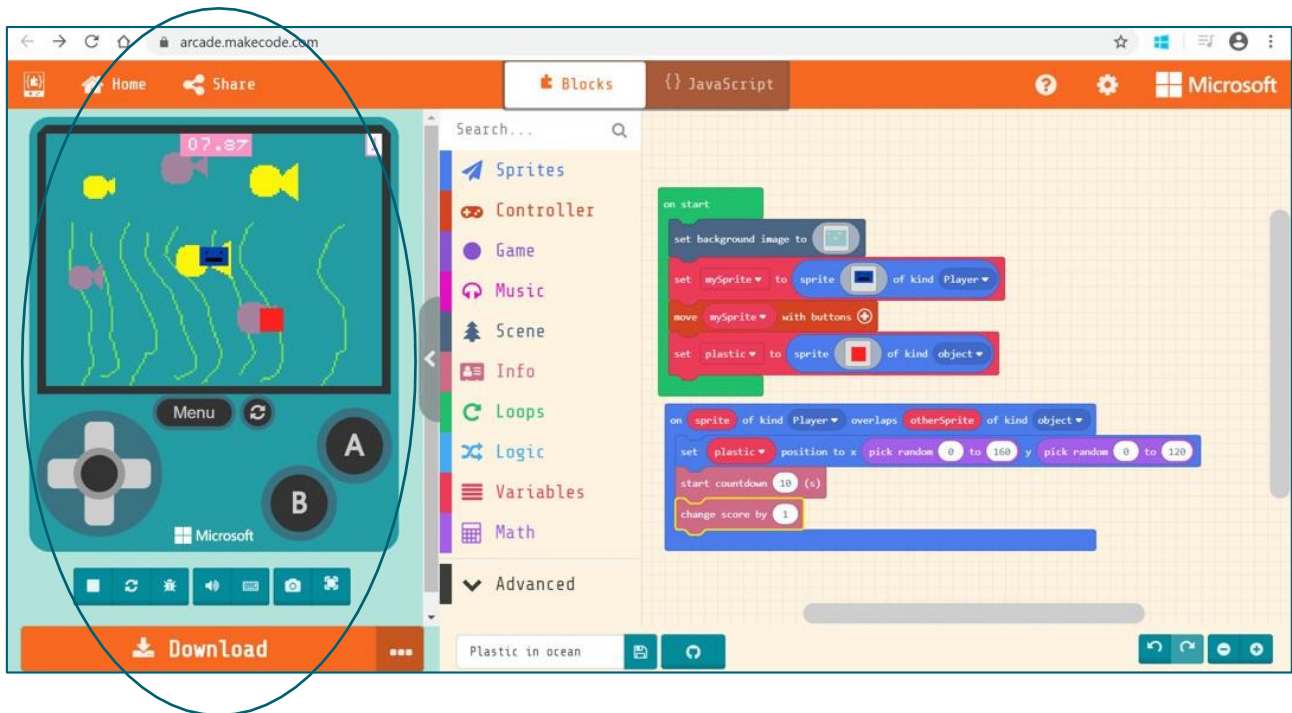 arcade.makecode.com
Home Share Blocks {} JavaScript Microsoft
07.87
Menu
A
B
Microsoft
Download
Search...
Sprites
Controller
Game
Music
Scene
Info
Loops
Logic
Variables
Math
Advanced
on start
set background image to
set mySprite to sprite of kind Player
move mySprite with buttons
set plastic to sprite of kind object
on sprite of kind Player overlaps otherSprite of kind object
set plastic position to x pick random 0 to 160 y pick random 0 to 120
start countdown 10 (s)
change score by 1
Plastic in ocean